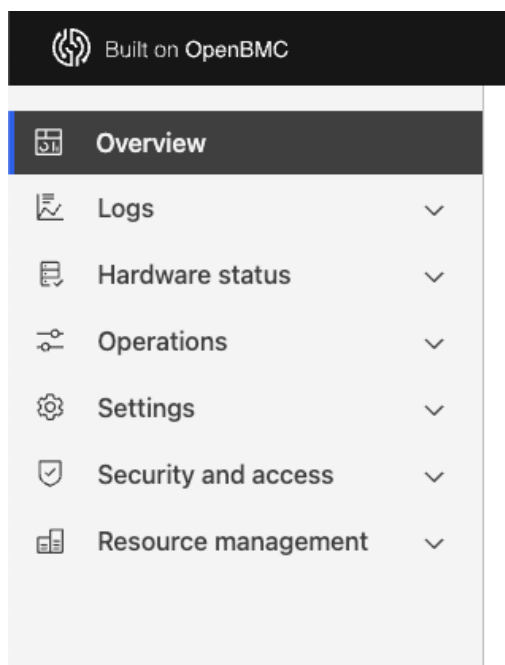 Built on OpenBMC
Overview
Logs
Hardware status
Operations
Settings
Security and access
Resource management